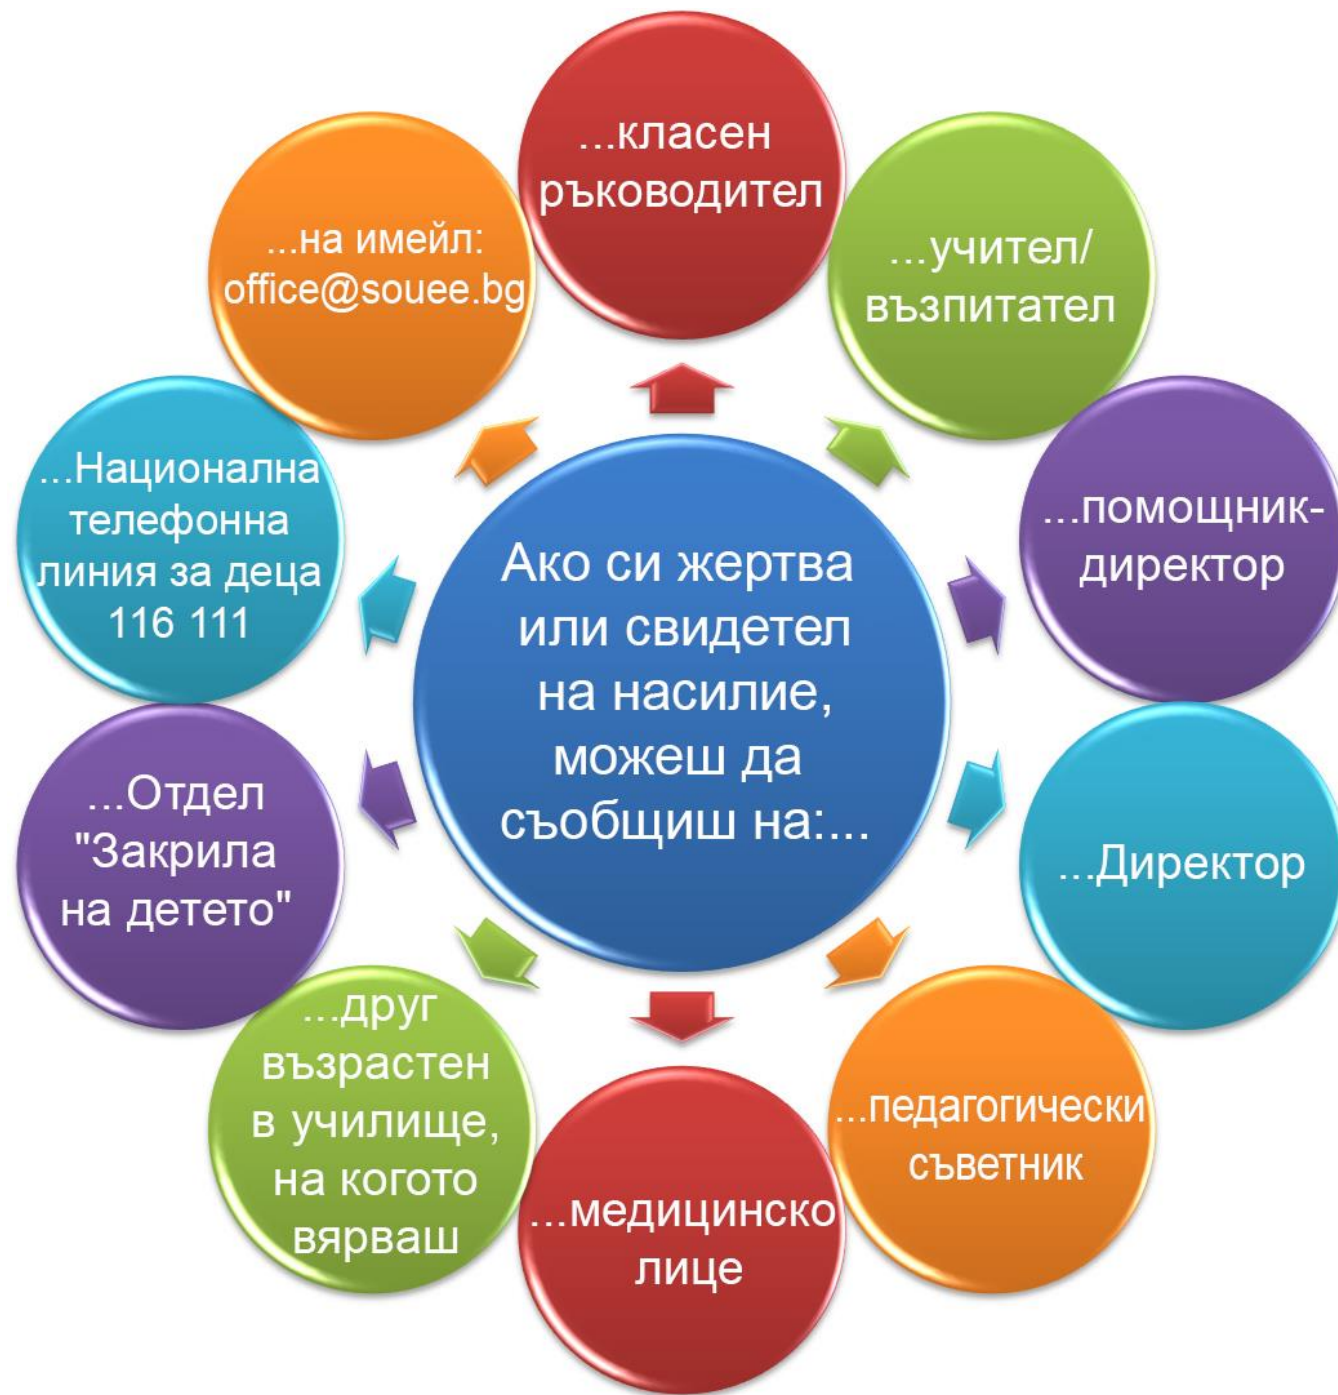 Ако си жертва
или свидетел
на насилие,
можеш да
съобщиш на:...
...класен
ръководител
...учител/
възпитател
...помощник-
директор
...Директор
...педагогически
съветник
...медицинско
лице
...друг
възрастен
в училище,
на когото
вярваш
...Отдел
"Закрила
на детето"
...Национална
телефонна
линия за деца
116 111
...на имейл:
office@souee.bg